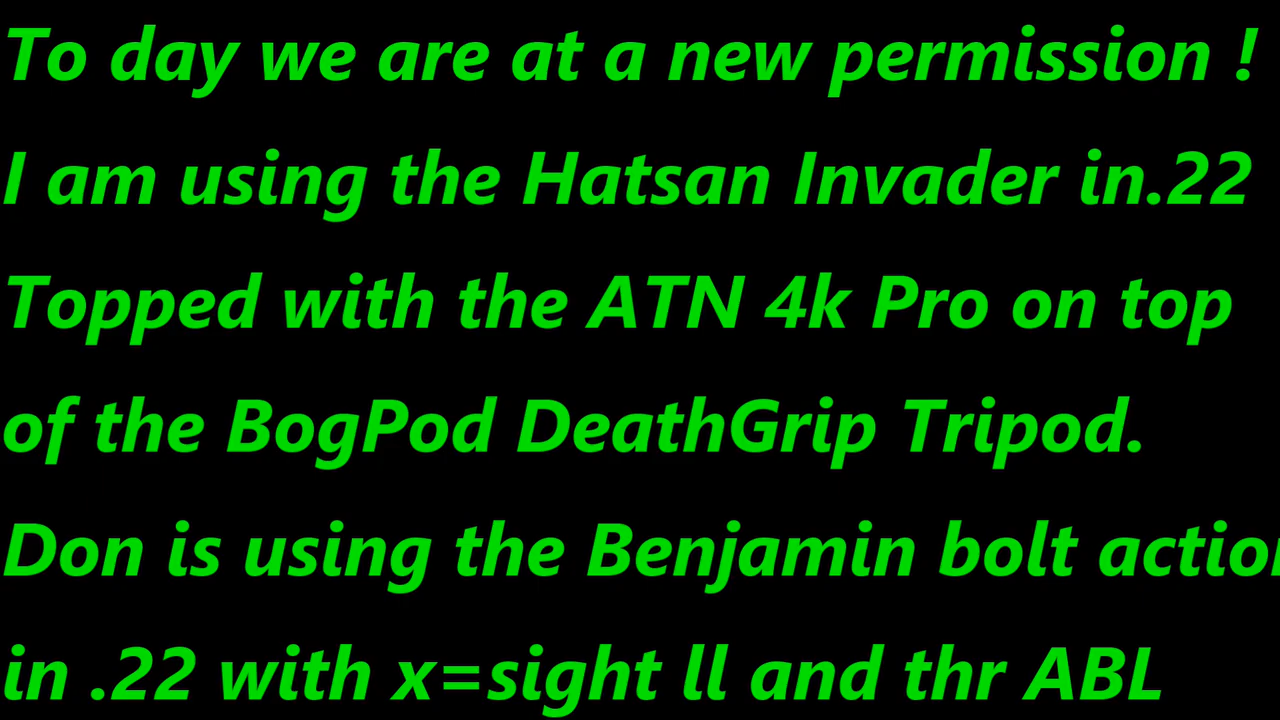 To day we are at a new permission !
I am using the Hatsan Invader in.22
Topped with the ATN 4k Pro on top
of the BogPod DeathGrip Tripod.
Don is using the Benjamin bolt action
in .22 with x=sight ll and thr ABL